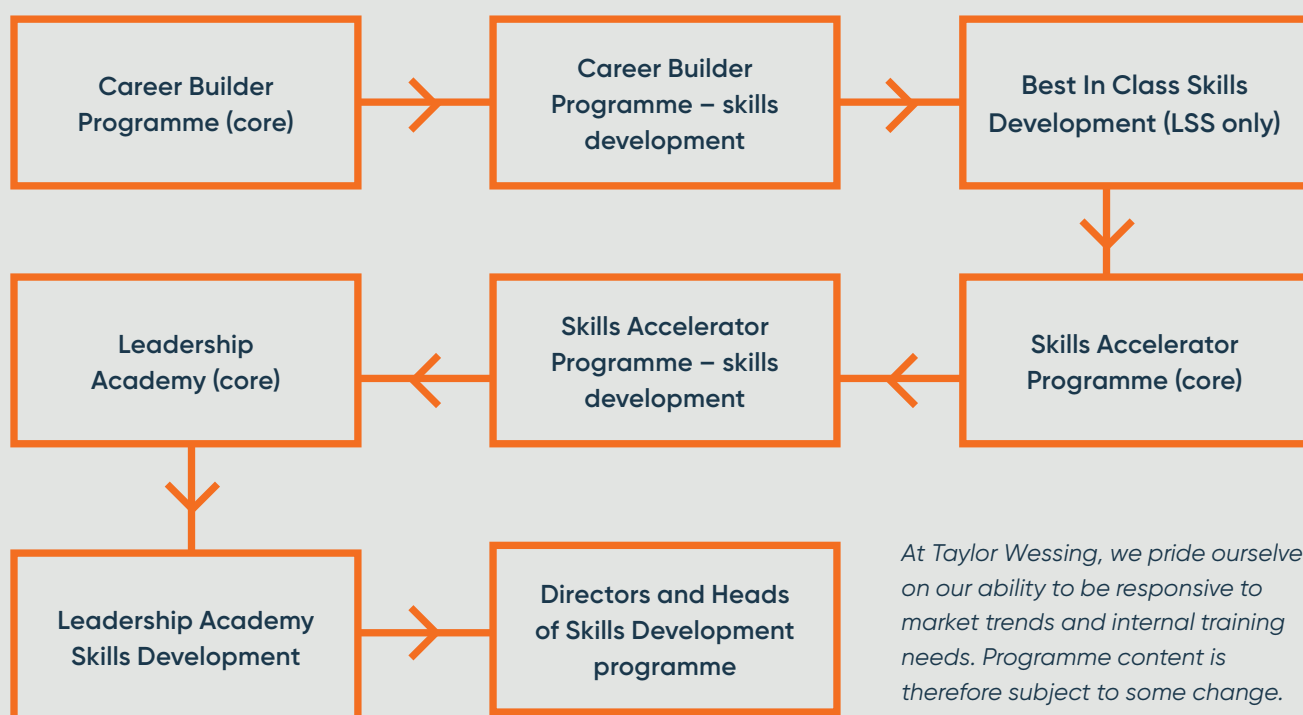 Career Builder
Programme (core)
Career Builder
Programme – skills
development
Best In Class Skills
Development (LSS only)
Skills Accelerator
Programme (core)
Skills Accelerator
Programme – skills
development
Leadership
Academy (core)
Leadership Academy
Skills Development
Directors and Heads
of Skills Development
programme
At Taylor Wessing, we pride ourselve
on our ability to be responsive to
market trends and internal training
needs. Programme content is
therefore subject to some change.